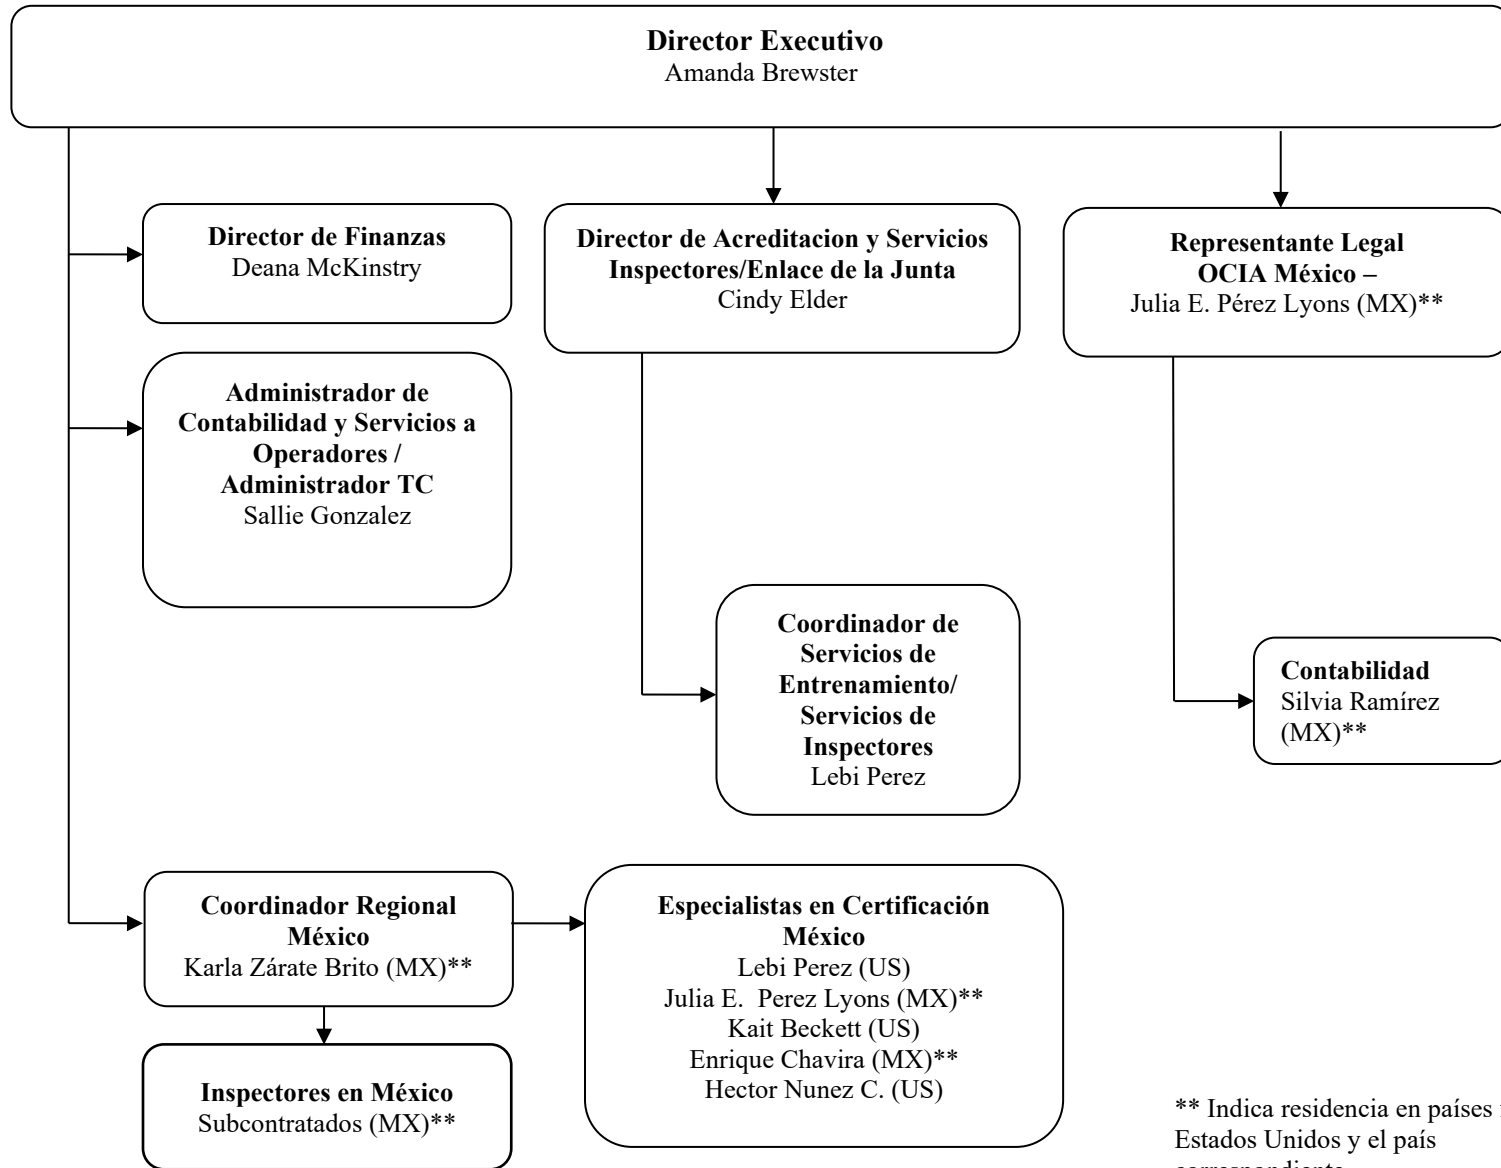 Director Executivo
Amanda Brewster
Director de Finanzas
Deana McKinstry
Director de Acreditacion y Servicios
Inspectores/Enlace de la Junta
Cindy Elder
Representante Legal
OCIA México –
Julia E. Pérez Lyons (MX)**
Administrador de
Contabilidad y Servicios a
Operadores /
Administrador TC
Sallie Gonzalez
Coordinador de
Servicios de
Entrenamiento/
Servicios de
Inspectores
Lebi Perez
Contabilidad
Silvia Ramírez
(MX)**
Coordinador Regional
México
Karla Zárate Brito (MX)**
Especialistas en Certificación
México
Lebi Perez (US)
Julia E.  Perez Lyons (MX)**
Kait Beckett (US)
Enrique Chavira (MX)**
Hector Nunez C. (US)
Inspectores en México
Subcontratados (MX)**
** Indica residencia en países
Estados Unidos y el país